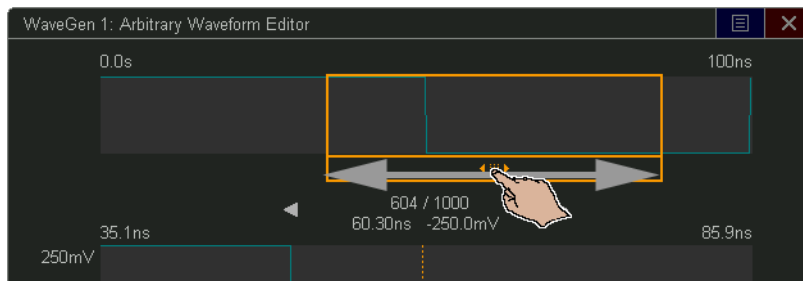 WaveGen 1: Arbitrary Waveform Editor
0.0s 100ns
604 / 1000
60.30ns -250.0mV
35.1ns 85.9ns
250mV